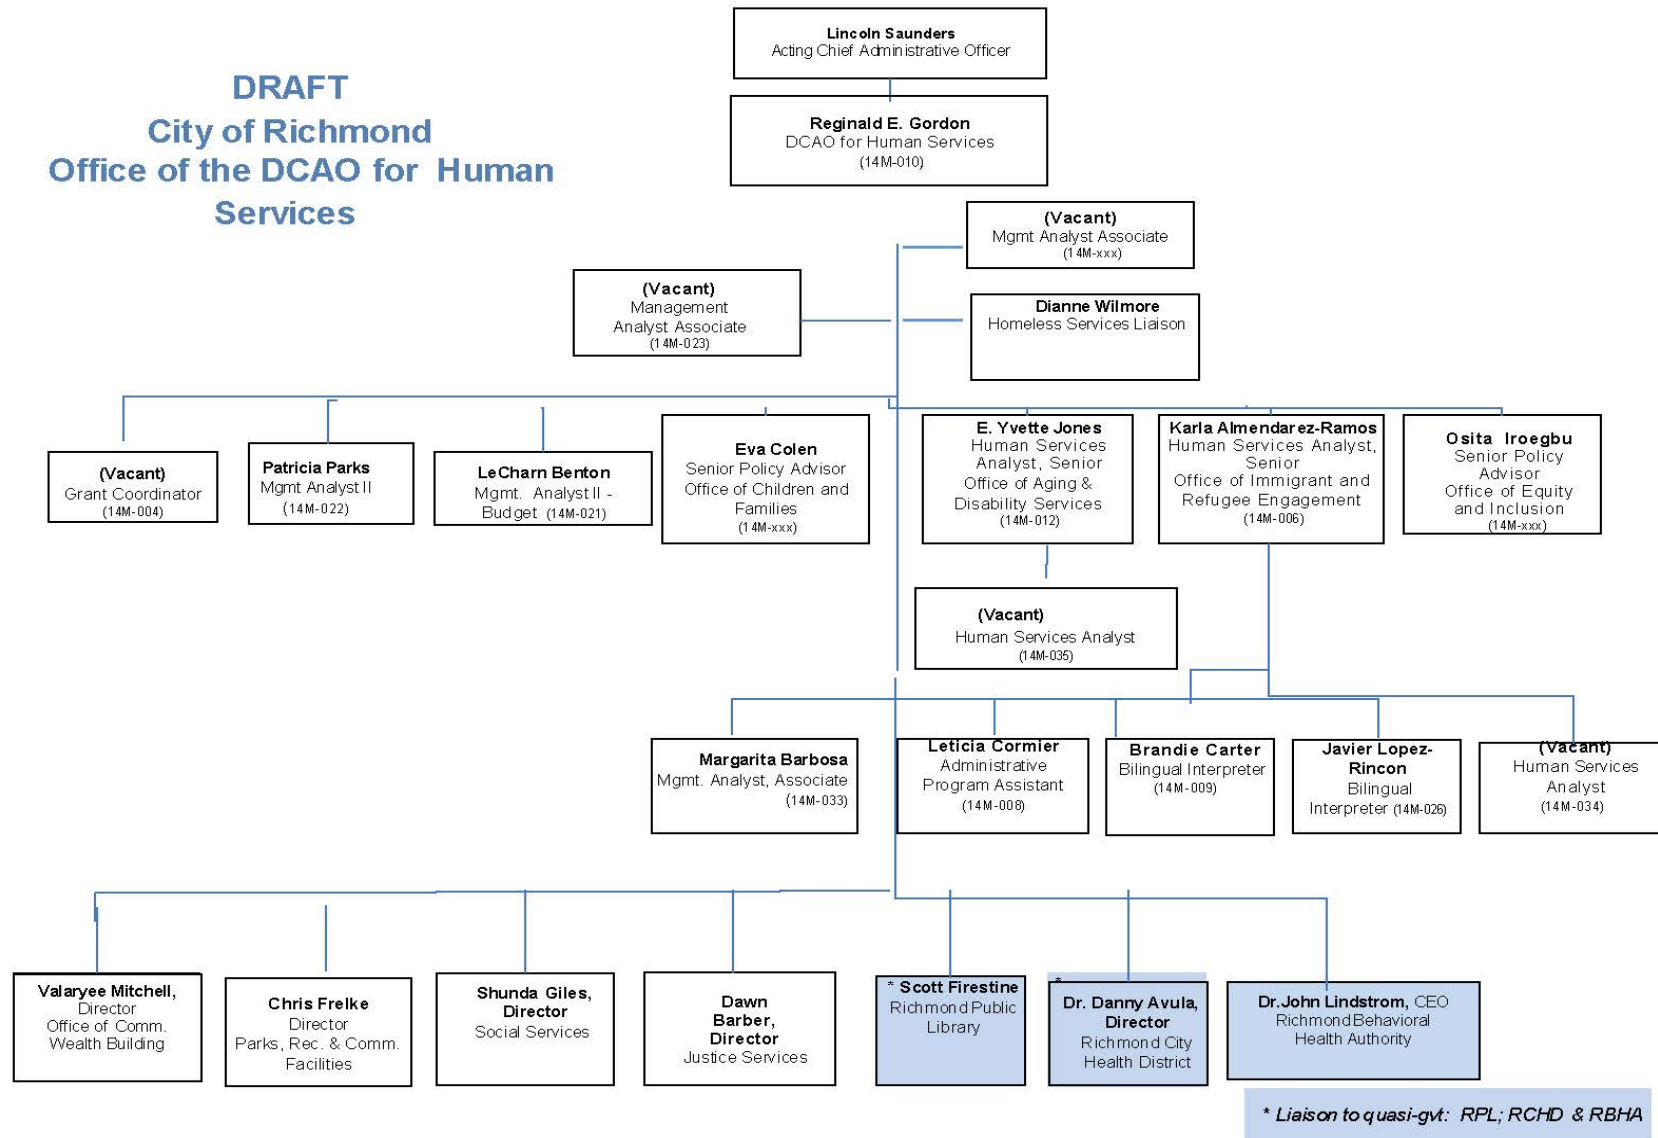 DRAFT
City of Richmond
Office of the DCAO for Human
Services
Lincoln Saunders
Acting Chief Administrative Officer
Reginald E. Gordon
DCAO for Human Services
(14M-010)
(Vacant)
Mgmt Analyst Associate
(14M-xxx)
(Vacant)
Management
Analyst Associate
(14M-023)
Dianne Wilmore
Homeless Services Liaison
(Vacant)
Grant Coordinator
(14M-004)
Patricia Parks
Mgmt Analyst II
(14M-022)
LeCharn Benton
Mgmt. Analyst II -
Budget (14M-021)
Eva Colen
Senior Policy Advisor
Office of Children and
Families
(14M-xxx)
E. Yvette Jones
Human Services
Analyst, Senior
Office of Aging &
Disability Services
(14M-012)
Karla Almendarez-Ramos
Human Services Analyst,
Senior
Office of Immigrant and
Refugee Engagement
(14M-006)
Osita Iroegbu
Senior Policy
Advisor
Office of Equity
and Inclusion
(14M-xxx)
(Vacant)
Human Services Analyst
(14M-035)
Margarita Barbosa
Mgmt. Analyst, Associate
(14M-033)
Leticia Cormier
Administrative
Program Assistant
(14M-008)
Brandie Carter
Bilingual Interpreter
(14M-009)
Javier Lopez-
Rincon
Bilingual
Interpreter (14M-026)
(Vacant)
Human Services
Analyst
(14M-034)
Valaryee Mitchell,
Director
Office of Comm.
Wealth Building
Chris Frelke
Director
Parks, Rec. & Comm.
Facilities
Shunda Giles,
Director
Social Services
Dawn
Barber,
Director
Justice Services
* Scott Firestine
Richmond Public
Library
*
Dr. Danny Avula,
Director
Richmond City
Health District
Dr.John Lindstrom, CEO
Richmond Behavioral
Health Authority
* Liaison to quasi-gvt: RPL; RCHD & RBHA